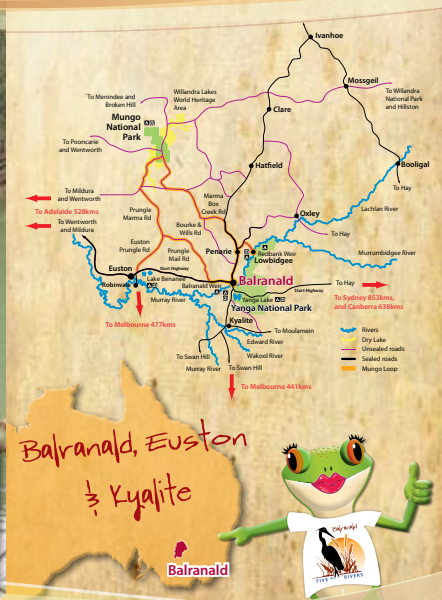 Ivanhoe
Mossgeil
To Willandra
National Park
and Hillston
To Menindee and
Broken Hill
Willandra Lakes
World Heritage
Area
Clare
Mungo
National
Park
To Pooncarie
and Wentworth
Hatfield
Booligal
To Hay
To Mildura
and Wentworth
Marma
Box
Creek Rd
Lachlan River
To Adelaide 528kms
Prungle
Marma Rd
Oxley
To Wentworth
and Mildura
Bourke &
Wills Rd
To Hay
Euston
Prungle Rd
Prungle
Mail Rd
Penarie
Redbank Weir
Lowbidgee
Murrumbidgee River
Euston
Sturt Highway
Lake Benanee
Robinvale
Balranald Weir
Balranald
To Hay
Sturt Highway
Murray River
Yanga Lake
To Sydney 853kms,
and Canberra 638kms
Yanga National Park
To Melbourne 477kms
Kyalite
To Moulamein
Edward River
Wakool River
To Swan Hill
Murray River
To Swan Hill
To Melbourne 441kms
Rivers
Dry Lake
Unsealed roads
Sealed roads
Mungo Loop
Balranald, Euston
& Kyalite
Balranald
Balranald
FIVE RIVERS